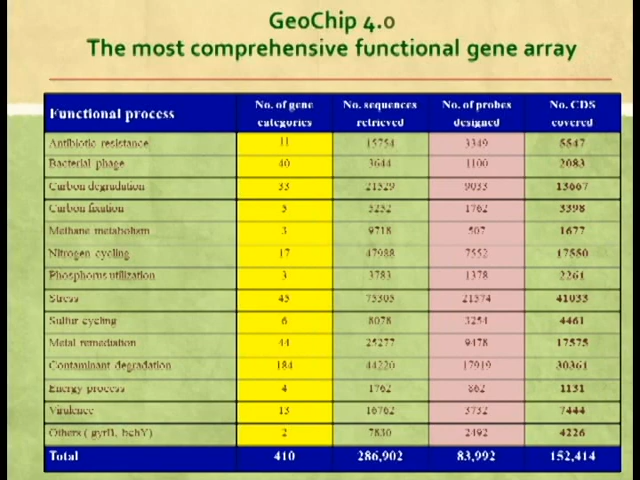 GeoChip 4.0
The most comprehensive functional gene array
Functional process No. of gene categories No. sequences retrieved No. of probes designed No. CDS covered
Antibiotic resistance 11 15754 3349 5547
Bacterial phage 40 3644 1100 2083
Carbon degradation 33 21529 9033 13667
Carbon fixation 5 5252 1762 3398
Methane metabolism 3 9718 507 1677
Nitrogen cycling 17 47988 7552 17550
Phosphorus utilization 3 3783 1378 2261
Stress 45 75305 21574 41033
Sulfur cycling 6 8078 3254 4461
Metal remediation 44 25277 9478 17575
Contaminant degradation 184 44220 17919 30361
Energy process 4 1762 862 1131
Virulence 13 16762 3732 7444
Others ( gyrB, bchY) 2 7830 2492 4226
Total 410 286,902 83,992 152,414